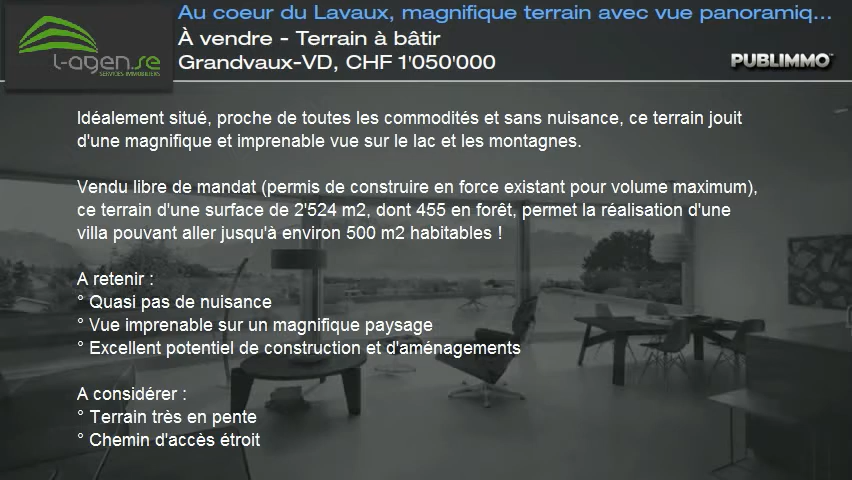 Au coeur du Lavaux, magnifique terrain avec vue panoramiq...
À vendre - Terrain à bâtir
Grandvaux-VD, CHF 1'050'000
l-agen.se
SERVICES IMMOBILIERS
PUBLIMMO
Idéalement situé, proche de toutes les commodités et sans nuisance, ce terrain jouit
d'une magnifique et imprenable vue sur le lac et les montagnes.
Vendu libre de mandat (permis de construire en force existant pour volume maximum),
ce terrain d'une surface de 2'524 m2, dont 455 en forêt, permet la réalisation d'une
villa pouvant aller jusqu'à environ 500 m2 habitables !
A retenir :
° Quasi pas de nuisance
° Vue imprenable sur un magnifique paysage
° Excellent potentiel de construction et d'aménagements
A considérer :
° Terrain très en pente
° Chemin d'accès étroit